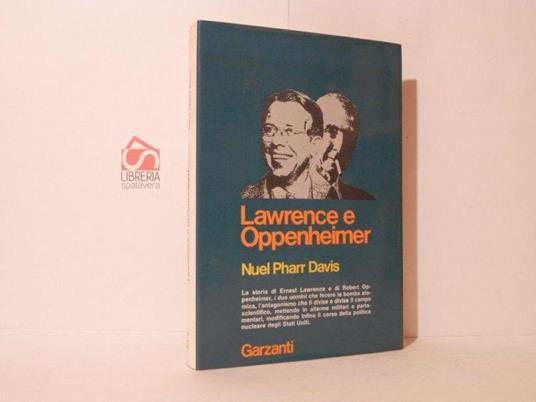 LIBRERIA
spalavera
Lawrence e
Oppenheimer
Nuel Pharr Davis
La storia di Ernest Lawrence e di Robert Op-
penheimer, i due uomini che fecero la bomba ato-
mica, l'antagonismo che li divise e divise il campo
scientifico, mettendo in allarme militari e parla-
mentari, modificando infine il corso della politica
nucleare degli Stati Uniti.
Garzanti